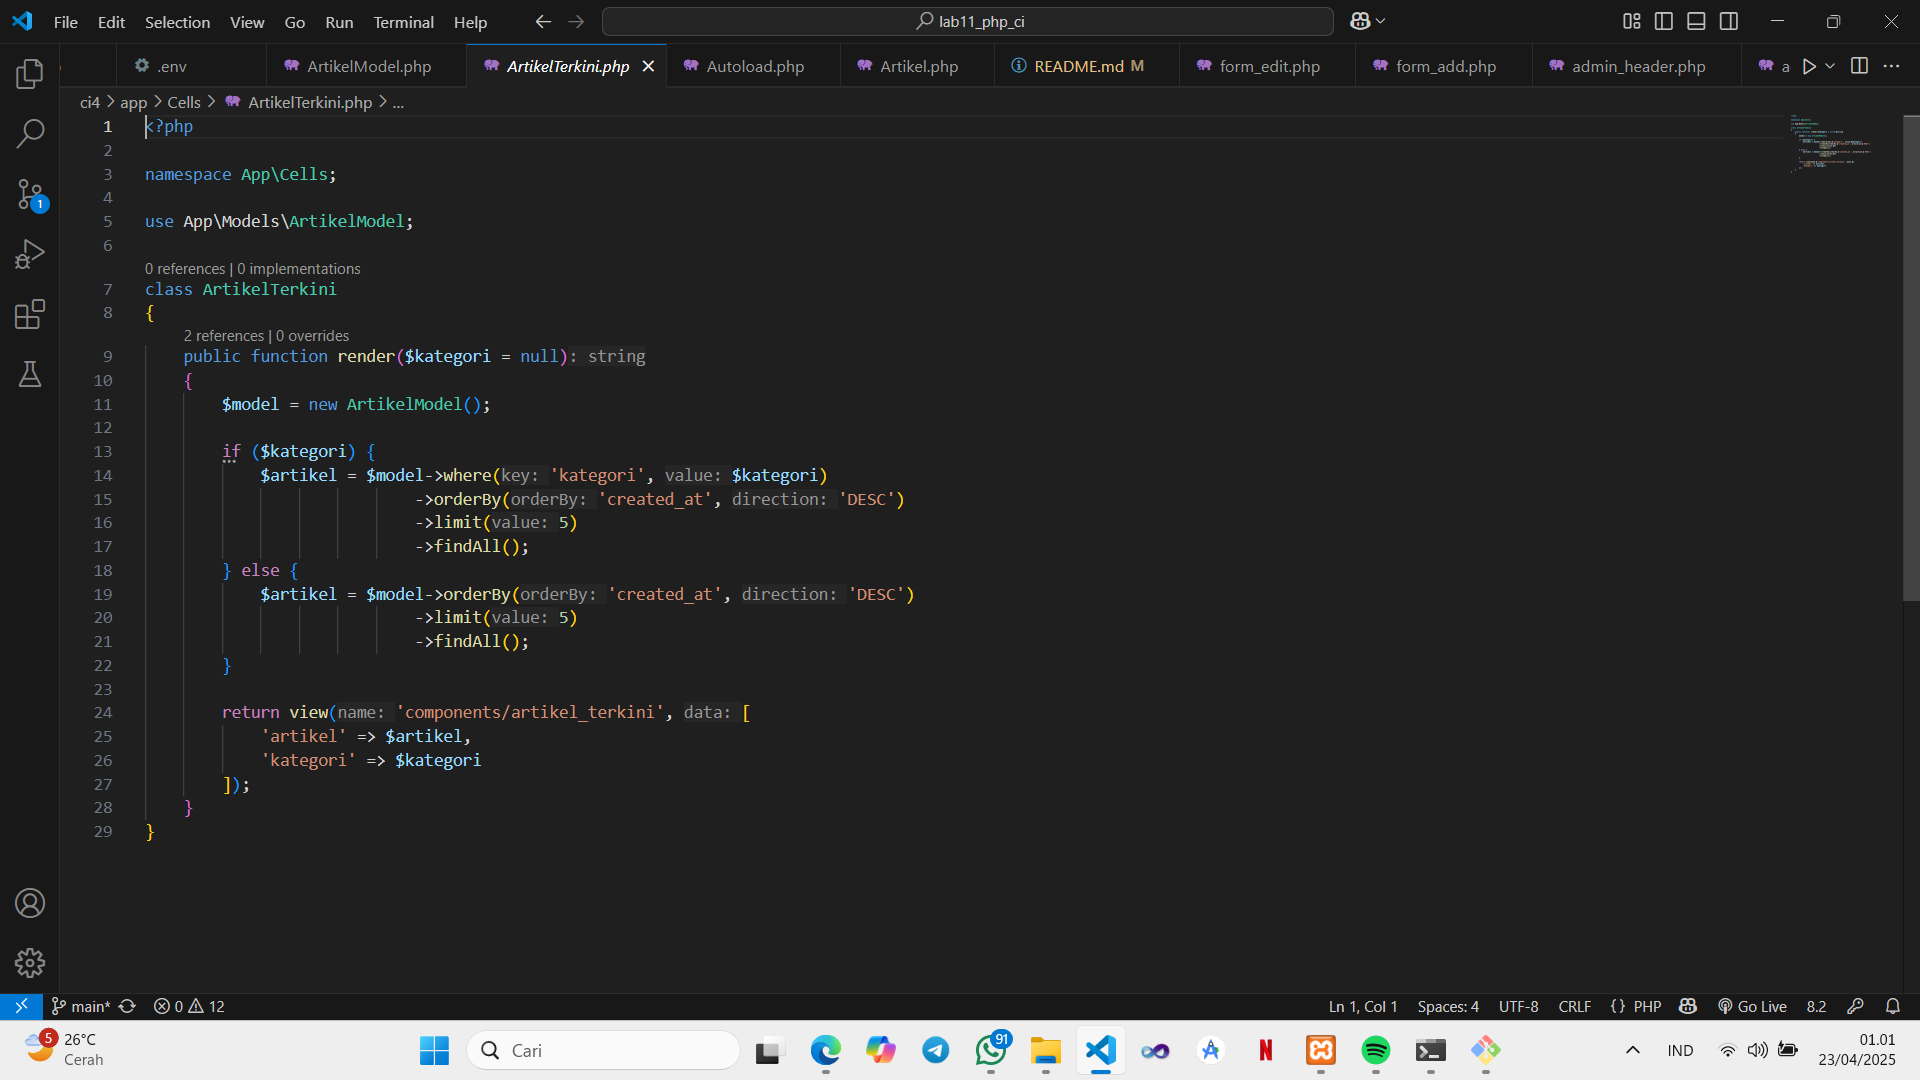 File Edit Selection View Go Run Terminal Help
lab11_php_ci
.env
ArtikelModel.php
ArtikelTerkini.php
Autoload.php
Artikel.php
README.md M
form_edit.php
form_add.php
admin_header.php
a
ci4 > app > Cells > ArtikelTerkini.php > ...
1 <?php
2
3 namespace App\Cells;
4
5 use App\Models\ArtikelModel;
6
0 references | 0 implementations
7 class ArtikelTerkini
8 {
2 references | 0 overrides
9 public function render($kategori = null): string
10 {
11 $model = new ArtikelModel();
12
13 if ($kategori) {
14 $artikel = $model->where(key: 'kategori', value: $kategori)
15 ->orderBy(orderBy: 'created_at', direction: 'DESC')
16 ->limit(value: 5)
17 ->findAll();
18 } else {
19 $artikel = $model->orderBy(orderBy: 'created_at', direction: 'DESC')
20 ->limit(value: 5)
21 ->findAll();
22 }
23
24 return view(name: 'components/artikel_terkini', data: [
25 'artikel' => $artikel,
26 'kategori' => $kategori
27 ]);
28 }
29 }
1
main* 0 12
Ln 1, Col 1 Spaces: 4 UTF-8 CRLF {} PHP Go Live 8.2
5
26°C
Cerah
Cari
91
N
IND
01.01
23/04/2025